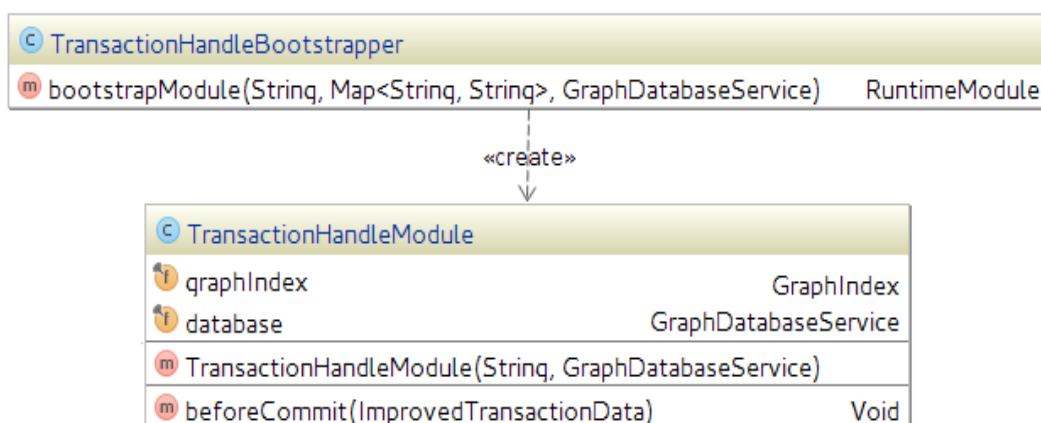 C TransactionHandleBootstrapper
m bootstrapModule(String, Map<String, String>, GraphDatabaseService) RuntimeModule
«create»
C TransactionHandleModule
f graphIndex GraphIndex
f database GraphDatabaseService
m TransactionHandleModule(String, GraphDatabaseService)
m beforeCommit(ImprovedTransactionData) Void